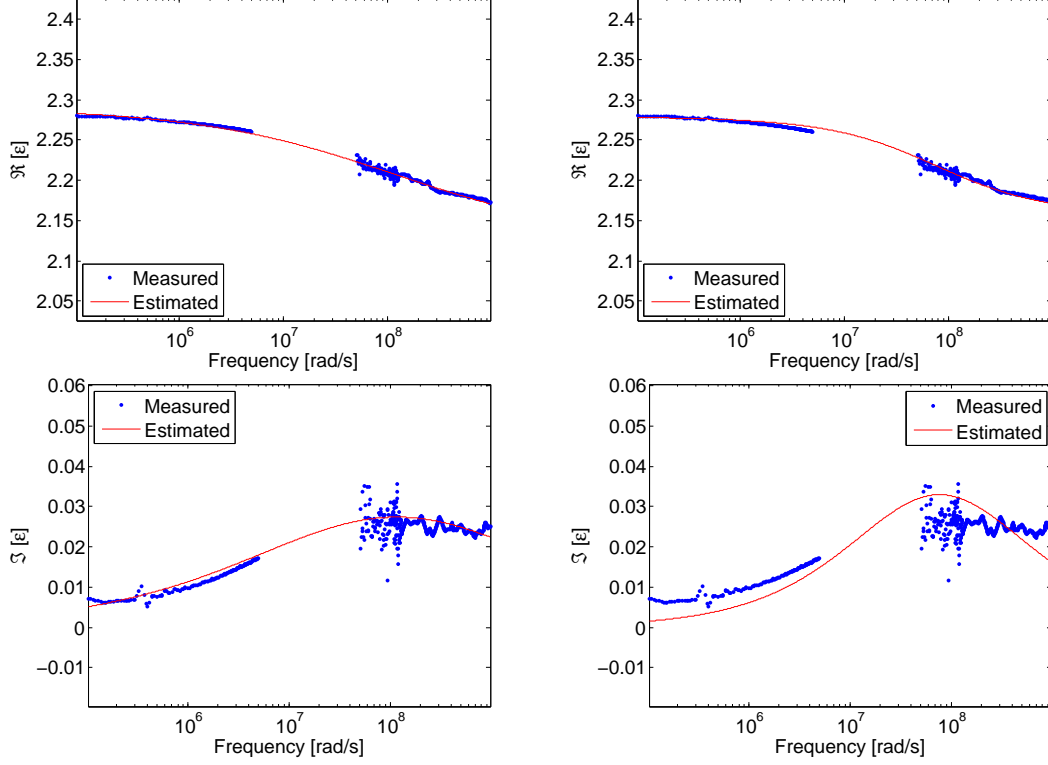 2.4
2.35
2.3
2.25
2.2
2.15
2.1
2.05
ℜ [ε]
Measured
Estimated
10^6
10^7
10^8
Frequency [rad/s]
2.4
2.35
2.3
2.25
2.2
2.15
2.1
2.05
ℜ [ε]
Measured
Estimated
10^6
10^7
10^8
Frequency [rad/s]
0.06
0.05
0.04
0.03
0.02
0.01
0
−0.01
ℑ [ε]
Measured
Estimated
10^6
10^7
10^8
Frequency [rad/s]
0.06
0.05
0.04
0.03
0.02
0.01
0
−0.01
ℑ [ε]
Measured
Estimated
10^6
10^7
10^8
Frequency [rad/s]